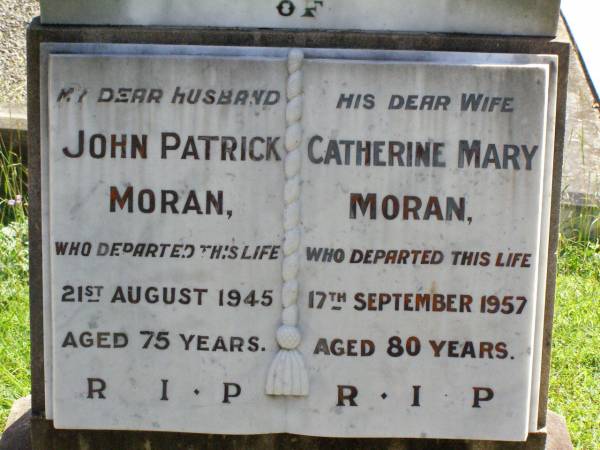 OF
MY DEAR HUSBAND
JOHN PATRICK
MORAN,
WHO DEPARTED THIS LIFE
21ST AUGUST 1945
AGED 75 YEARS.
R I · P
HIS DEAR WIFE
CATHERINE MARY
MORAN,
WHO DEPARTED THIS LIFE
17TH SEPTEMBER 1957
AGED 80 YEARS.
R · I P